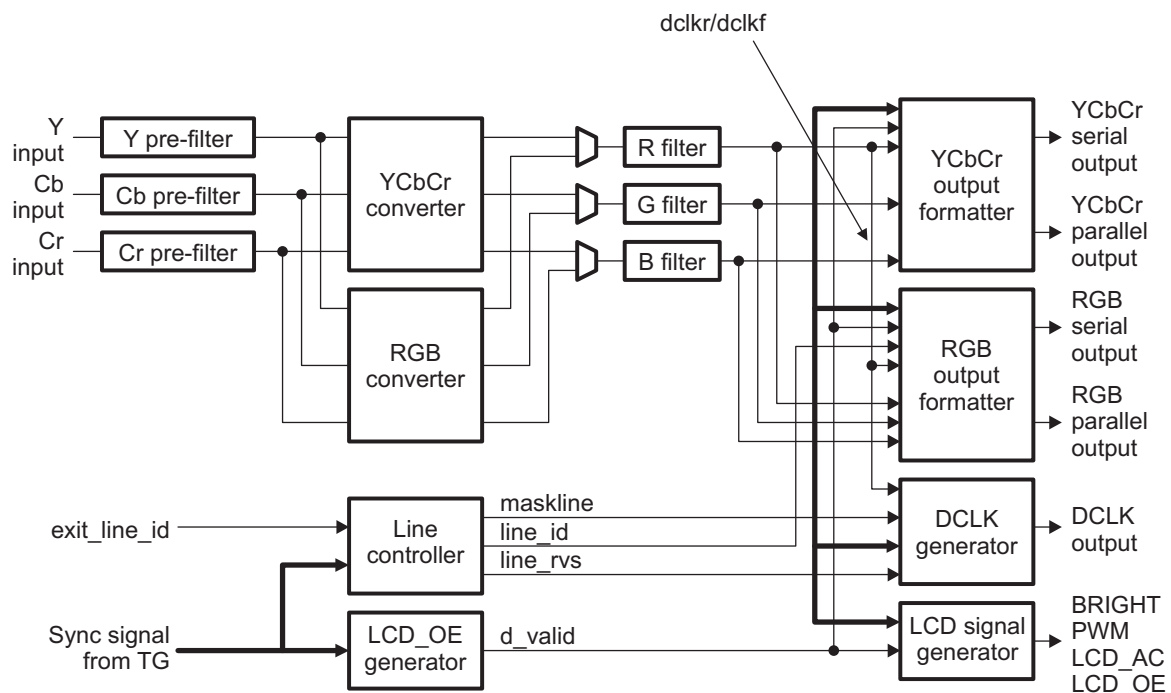 dclkr/dclkf
Y
input
Y pre-filter
Cb
input
Cb pre-filter
Cr
input
Cr pre-filter
YCbCr
converter
RGB
converter
R filter
G filter
B filter
YCbCr
output
formatter
YCbCr
serial
output
YCbCr
parallel
output
RGB
output
formatter
RGB
serial
output
RGB
parallel
output
exit_line_id
Line
controller
maskline
line_id
line_rvs
DCLK
generator
DCLK
output
Sync signal
from TG
LCD_OE
generator
d_valid
LCD signal
generator
BRIGHT
PWM
LCD_AC
LCD_OE